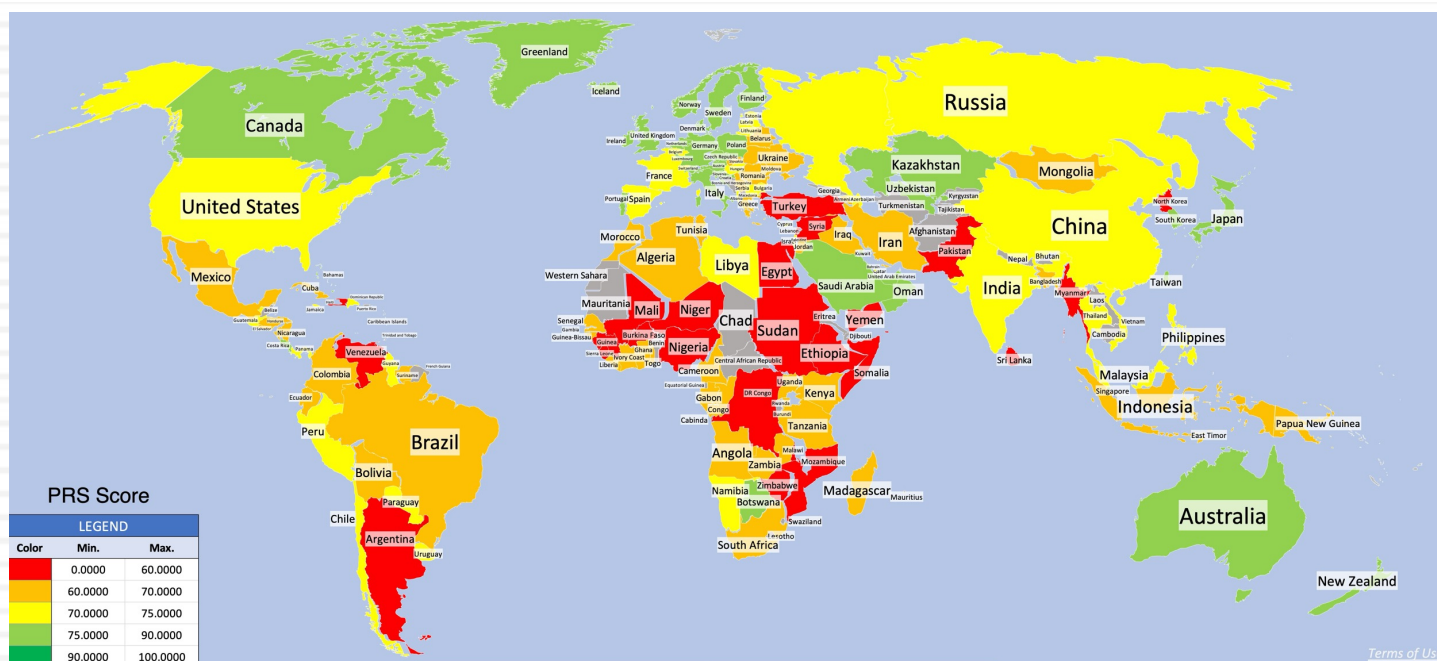 Greenland
Iceland
Canada
Russia
Norway
Sweden
Finland
Estonia
Latvia
Lithuania
Denmark
United Kingdom
Ireland
Netherlands
Germany
Poland
Belarus
Belgium
Luxembourg
Czech Republic
Ukraine
Moldova
Kazakhstan
Mongolia
France
Switzerland
Hungary
Romania
Bosnia and Herzegovina
Serbia
Bulgaria
Uzbekistan
Italy
Georgia
Kyrgyzstan
Portugal
Spain
Greece
Turkey
Turkmenistan
Tajikistan
North Korea
South Korea
Japan
United States
China
Cyprus
Lebanon
Syria
Iraq
Iran
Afghanistan
Jordan
Kuwait
Pakistan
Morocco
Tunisia
Algeria
Libya
Egypt
Nepal
Bhutan
Western Sahara
Saudi Arabia
United Arab Emirates
Oman
India
Bangladesh
Taiwan
Mexico
Bahamas
Cuba
Dominican Republic
Puerto Rico
Jamaica
Belize
Guatemala
Honduras
El Salvador
Nicaragua
Costa Rica
Panama
Caribbean Islands
Trinidad and Tobago
Mauritania
Mali
Niger
Chad
Sudan
Eritrea
Yemen
Djibouti
Myanmar
Laos
Thailand
Vietnam
Cambodia
Philippines
Senegal
Gambia
Guinea-Bissau
Guinea
Sierra Leone
Liberia
Burkina Faso
Ivory Coast
Ghana
Benin
Togo
Nigeria
Cameroon
Central African Republic
Ethiopia
Somalia
Sri Lanka
Venezuela
Guyana
Suriname
French Guiana
Colombia
Ecuador
Equatorial Guinea
Gabon
Congo
Cabinda
DR Congo
Uganda
Rwanda
Burundi
Kenya
Tanzania
Malaysia
Singapore
Indonesia
Papua New Guinea
East Timor
Peru
Brazil
Bolivia
Paraguay
Chile
Argentina
Uruguay
Angola
Zambia
Malawi
Mozambique
Zimbabwe
Namibia
Botswana
Madagascar
Mauritius
Swaziland
Lesotho
South Africa
Australia
New Zealand
PRS Score
LEGEND
Color Min. Max.
0.0000 60.0000
60.0000 70.0000
70.0000 75.0000
75.0000 90.0000
90.0000 100.0000
Terms of Us